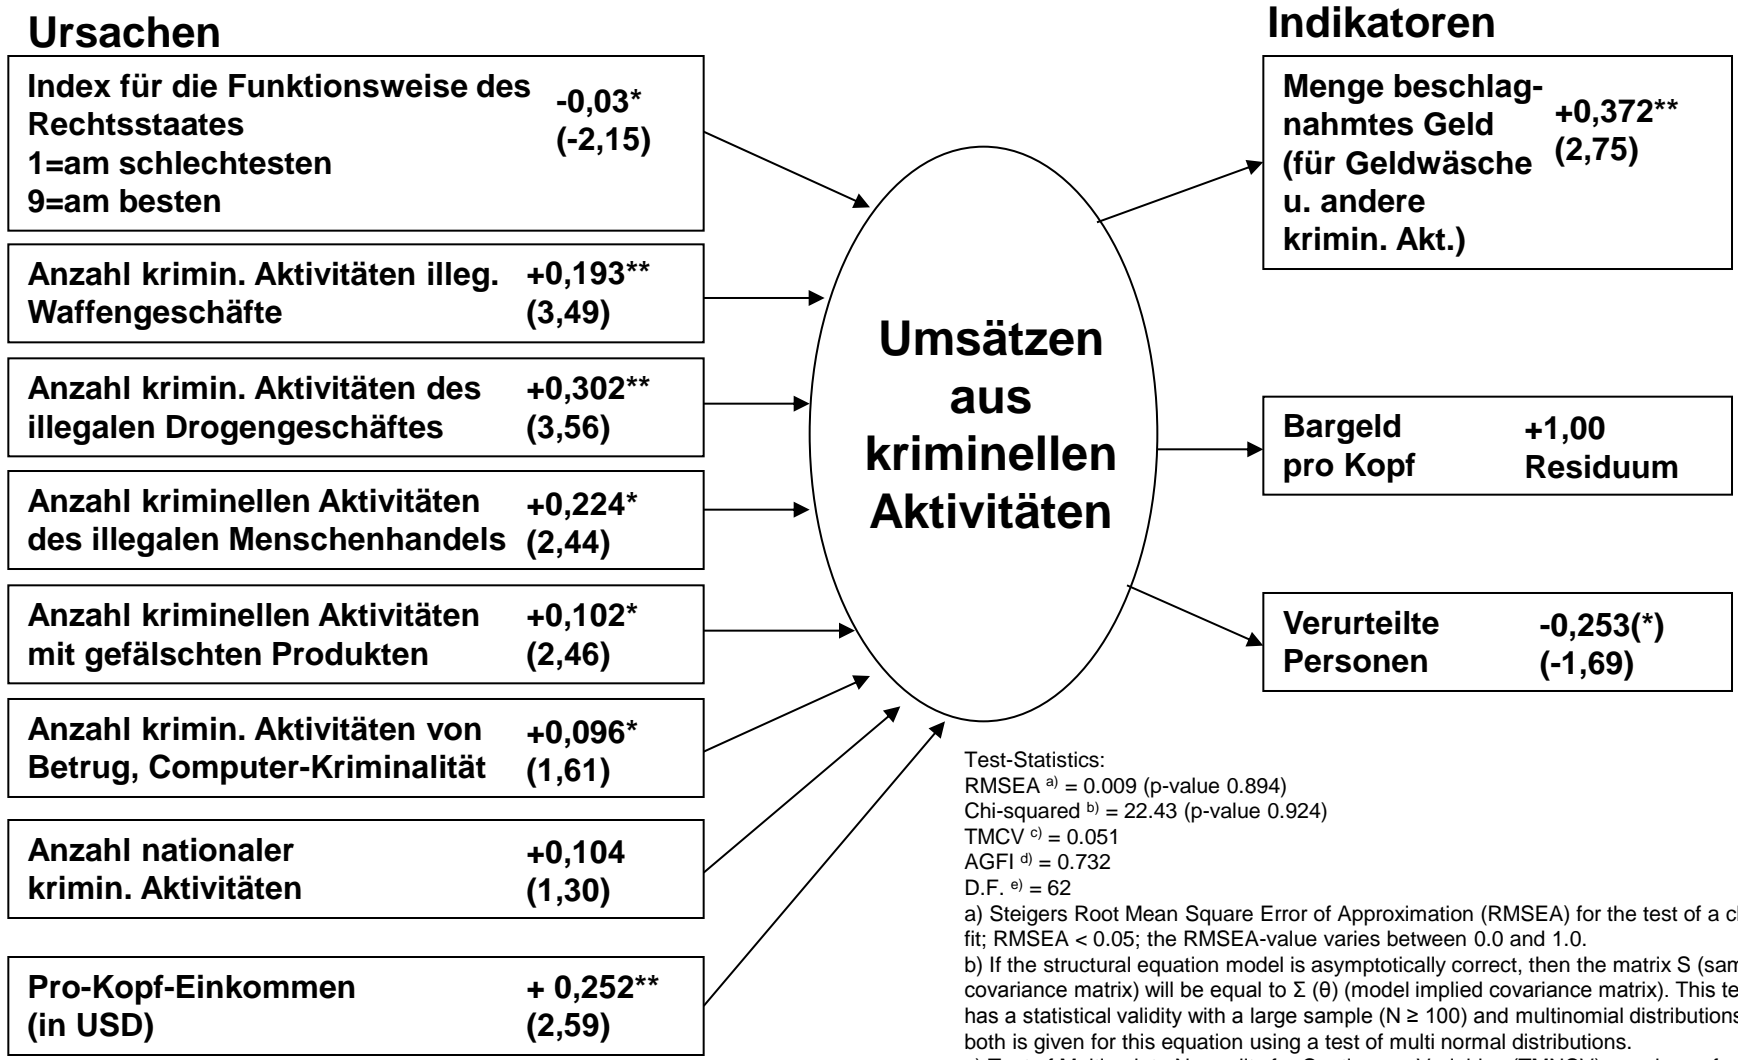 Ursachen
Index für die Funktionsweise des
Rechtsstaates
1=am schlechtesten
9=am besten
-0,03*
(-2,15)
Anzahl krimin. Aktivitäten illeg.
Waffengeschäfte
+0,193**
(3,49)
Anzahl krimin. Aktivitäten des
illegalen Drogengeschäftes
+0,302**
(3,56)
Anzahl kriminellen Aktivitäten
des illegalen Menschenhandels
+0,224*
(2,44)
Anzahl kriminellen Aktivitäten
mit gefälschten Produkten
+0,102*
(2,46)
Anzahl krimin. Aktivitäten von
Betrug, Computer-Kriminalität
+0,096*
(1,61)
Anzahl nationaler
krimin. Aktivitäten
+0,104
(1,30)
Pro-Kopf-Einkommen
(in USD)
+ 0,252**
(2,59)
Umsätzen
aus
kriminellen
Aktivitäten
Indikatoren
Menge beschlag-
nahmtes Geld
(für Geldwäsche
u. andere
krimin. Akt.)
+0,372**
(2,75)
Bargeld
pro Kopf
+1,00
Residuum
Verurteilte
Personen
-0,253(*)
(-1,69)
Test-Statistics:
RMSEA a) = 0.009 (p-value 0.894)
Chi-squared b) = 22.43 (p-value 0.924)
TMCV c) = 0.051
AGFI d) = 0.732
D.F. e) = 62
a) Steigers Root Mean Square Error of Approximation (RMSEA) for the test of a
fit; RMSEA < 0.05; the RMSEA-value varies between 0.0 and 1.0.
b) If the structural equation model is asymptotically correct, then the matrix S
covariance matrix) will be equal to Σ (θ) (model implied covariance matrix). This
has a statistical validity with a large sample (N ≥ 100) and multinomial distributions
both is given for this equation using a test of multi normal distributions.